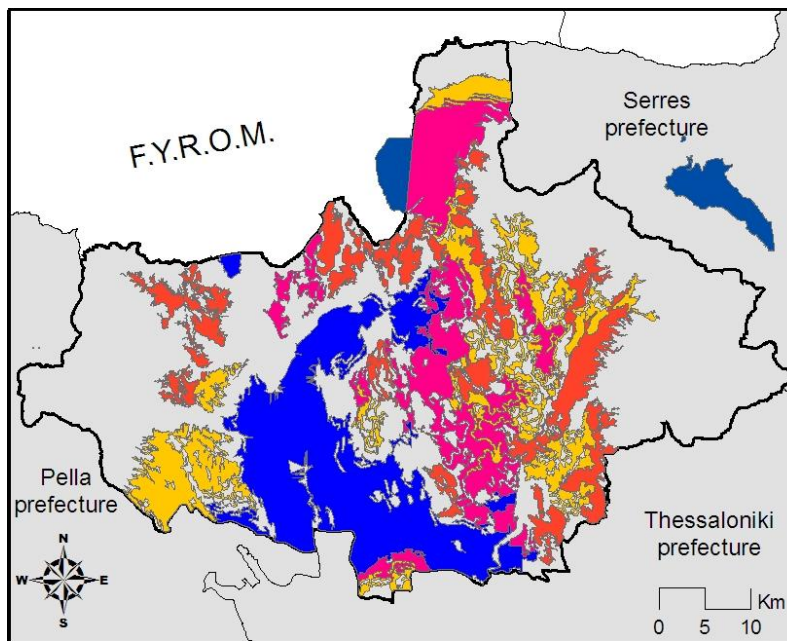 F.Y.R.O.M.
Serres
prefecture
Pella
prefecture
Thessaloniki
prefecture
N
W
E
S
Km
0 5 10